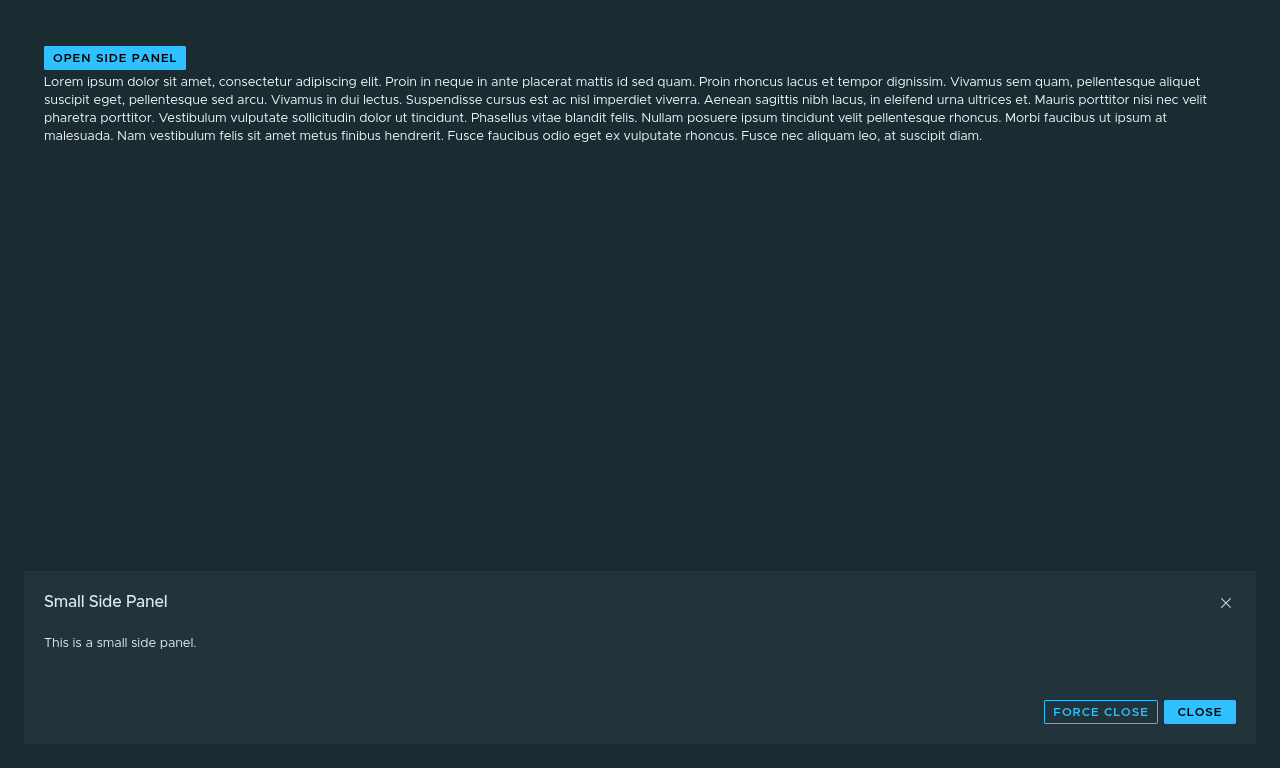 OPEN SIDE PANEL
Lorem ipsum dolor sit amet, consectetur adipiscing elit. Proin in neque in ante placerat mattis id sed quam. Proin rhoncus lacus et tempor dignissim. Vivamus sem quam, pellentesque aliquet
suscipit eget, pellentesque sed arcu. Vivamus in dui lectus. Suspendisse cursus est ac nisl imperdiet viverra. Aenean sagittis nibh lacus, in eleifend urna ultrices et. Mauris porttitor nisi nec velit
pharetra porttitor. Vestibulum vulputate sollicitudin dolor ut tincidunt. Phasellus vitae blandit felis. Nullam posuere ipsum tincidunt velit pellentesque rhoncus. Morbi faucibus ut ipsum at
malesuada. Nam vestibulum felis sit amet metus finibus hendrerit. Fusce faucibus odio eget ex vulputate rhoncus. Fusce nec aliquam leo, at suscipit diam.
Small Side Panel
This is a small side panel.
FORCE CLOSE
CLOSE